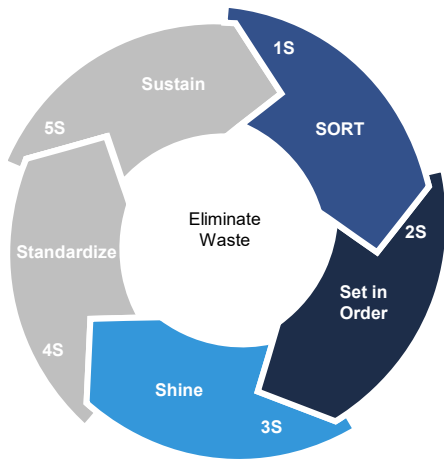 1S
SORT
2S
Set in
Order
3S
Shine
4S
Standardize
5S
Sustain
Eliminate
Waste